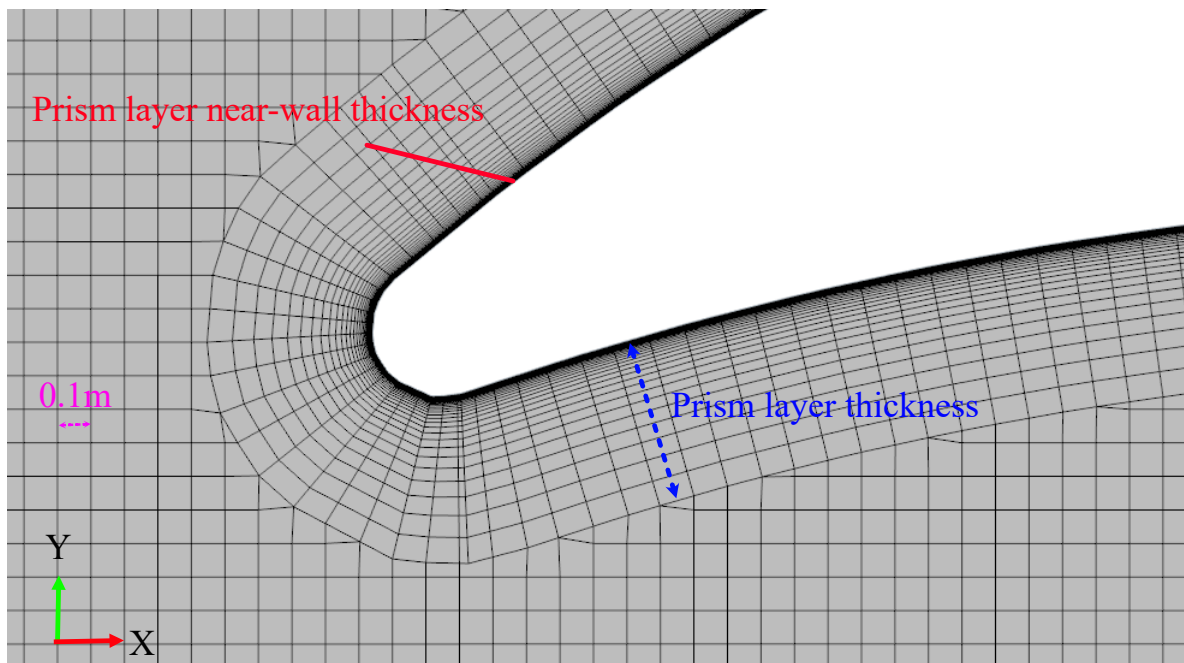 Prism layer near-wall thickness
0.1m
Prism layer thickness
Y
X